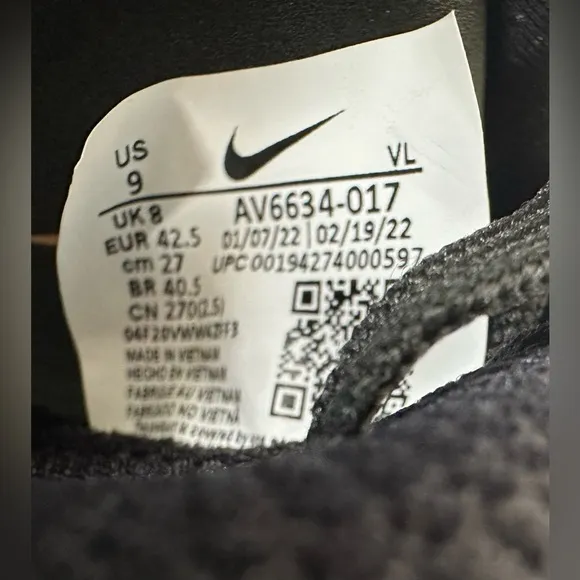 US
9
VL
UK 8
AV6634-017
EUR 42.5
01/07/22 | 02/19/22
cm 27
UPC 00194274000597
BR 40.5
CN 270(2.5)
MADE IN VIETNAM
HECHO EN VIETNAM
FABRIQUÉ AU VIETNAM
FABRICADO NO VIETNAM
covered by